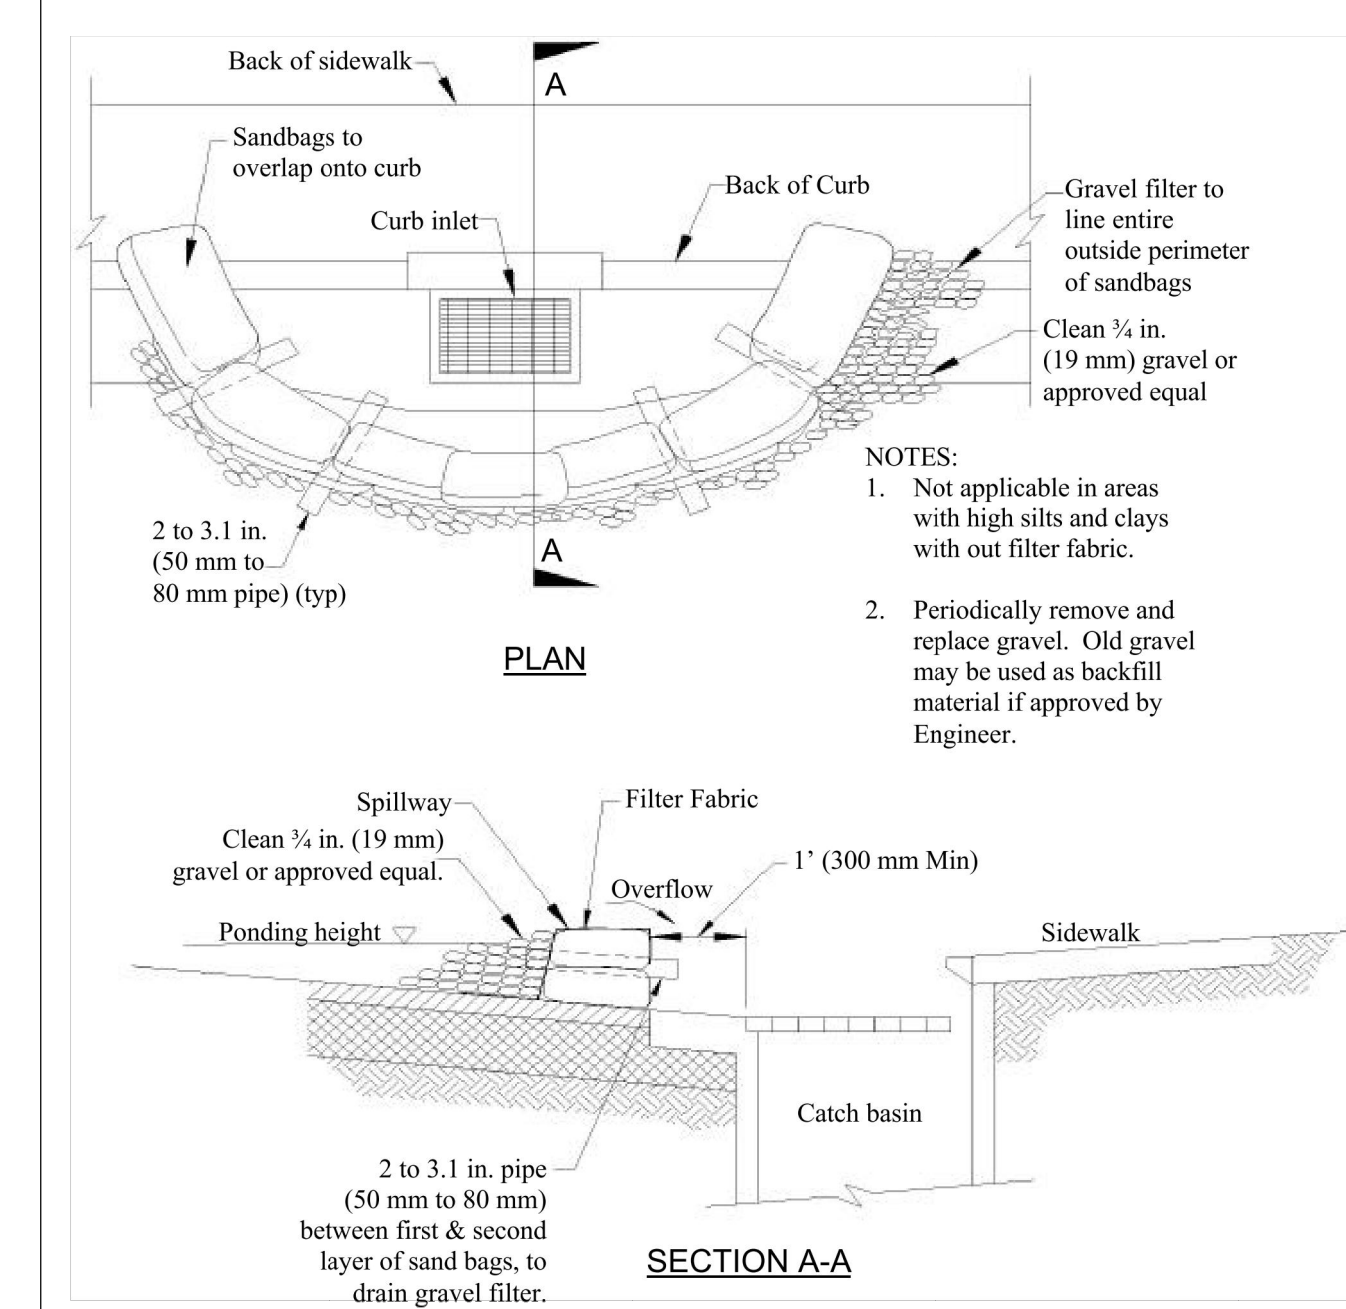 Back of sidewalk
A
Sandbags to
overlap onto curb
Back of Curb
Curb inlet
Gravel filter to
line entire
outside perimeter
of sandbags
Clean ¾ in.
(19 mm) gravel or
approved equal
2 to 3.1 in.
(50 mm to
80 mm pipe) (typ)
A
PLAN
NOTES:
1. Not applicable in areas
with high silts and clays
with out filter fabric.
2. Periodically remove and
replace gravel. Old gravel
may be used as backfill
material if approved by
Engineer.
Spillway
Filter Fabric
Clean ¾ in. (19 mm)
gravel or approved equal.
1’ (300 mm Min)
Overflow
Ponding height
Sidewalk
Catch basin
2 to 3.1 in. pipe
(50 mm to 80 mm)
between first & second
layer of sand bags, to
drain gravel filter.
SECTION A-A